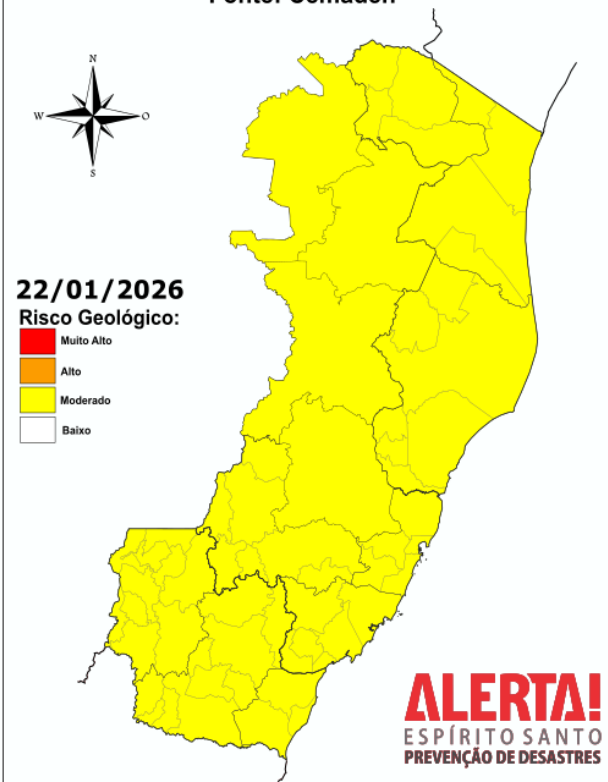 N
W
O
S
22/01/2026
Risco Geológico:
Muito Alto
Alto
Moderado
Baixo
ALERTA!
ESPÍRITO SANTO
PREVENÇÃO DE DESASTRES